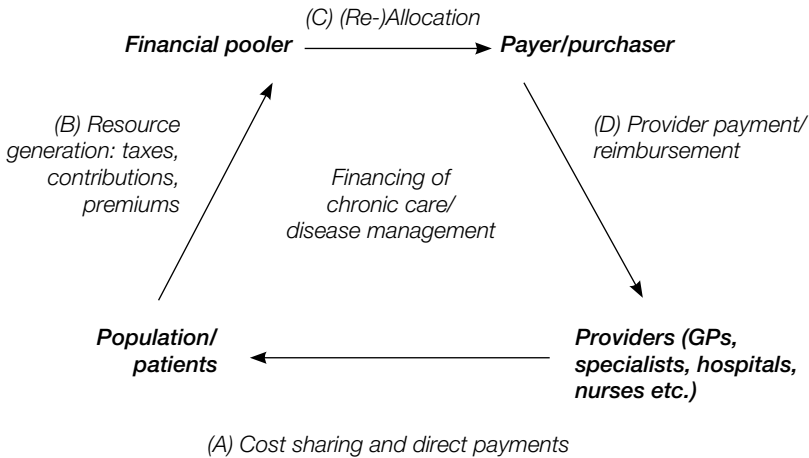 (C) (Re-)Allocation
Financial pooler
Payer/purchaser
(B) Resource
generation: taxes,
contributions,
premiums
(D) Provider payment/
reimbursement
Financing of
chronic care/
disease management
Population/
patients
Providers (GPs,
specialists, hospitals,
nurses etc.)
(A) Cost sharing and direct payments